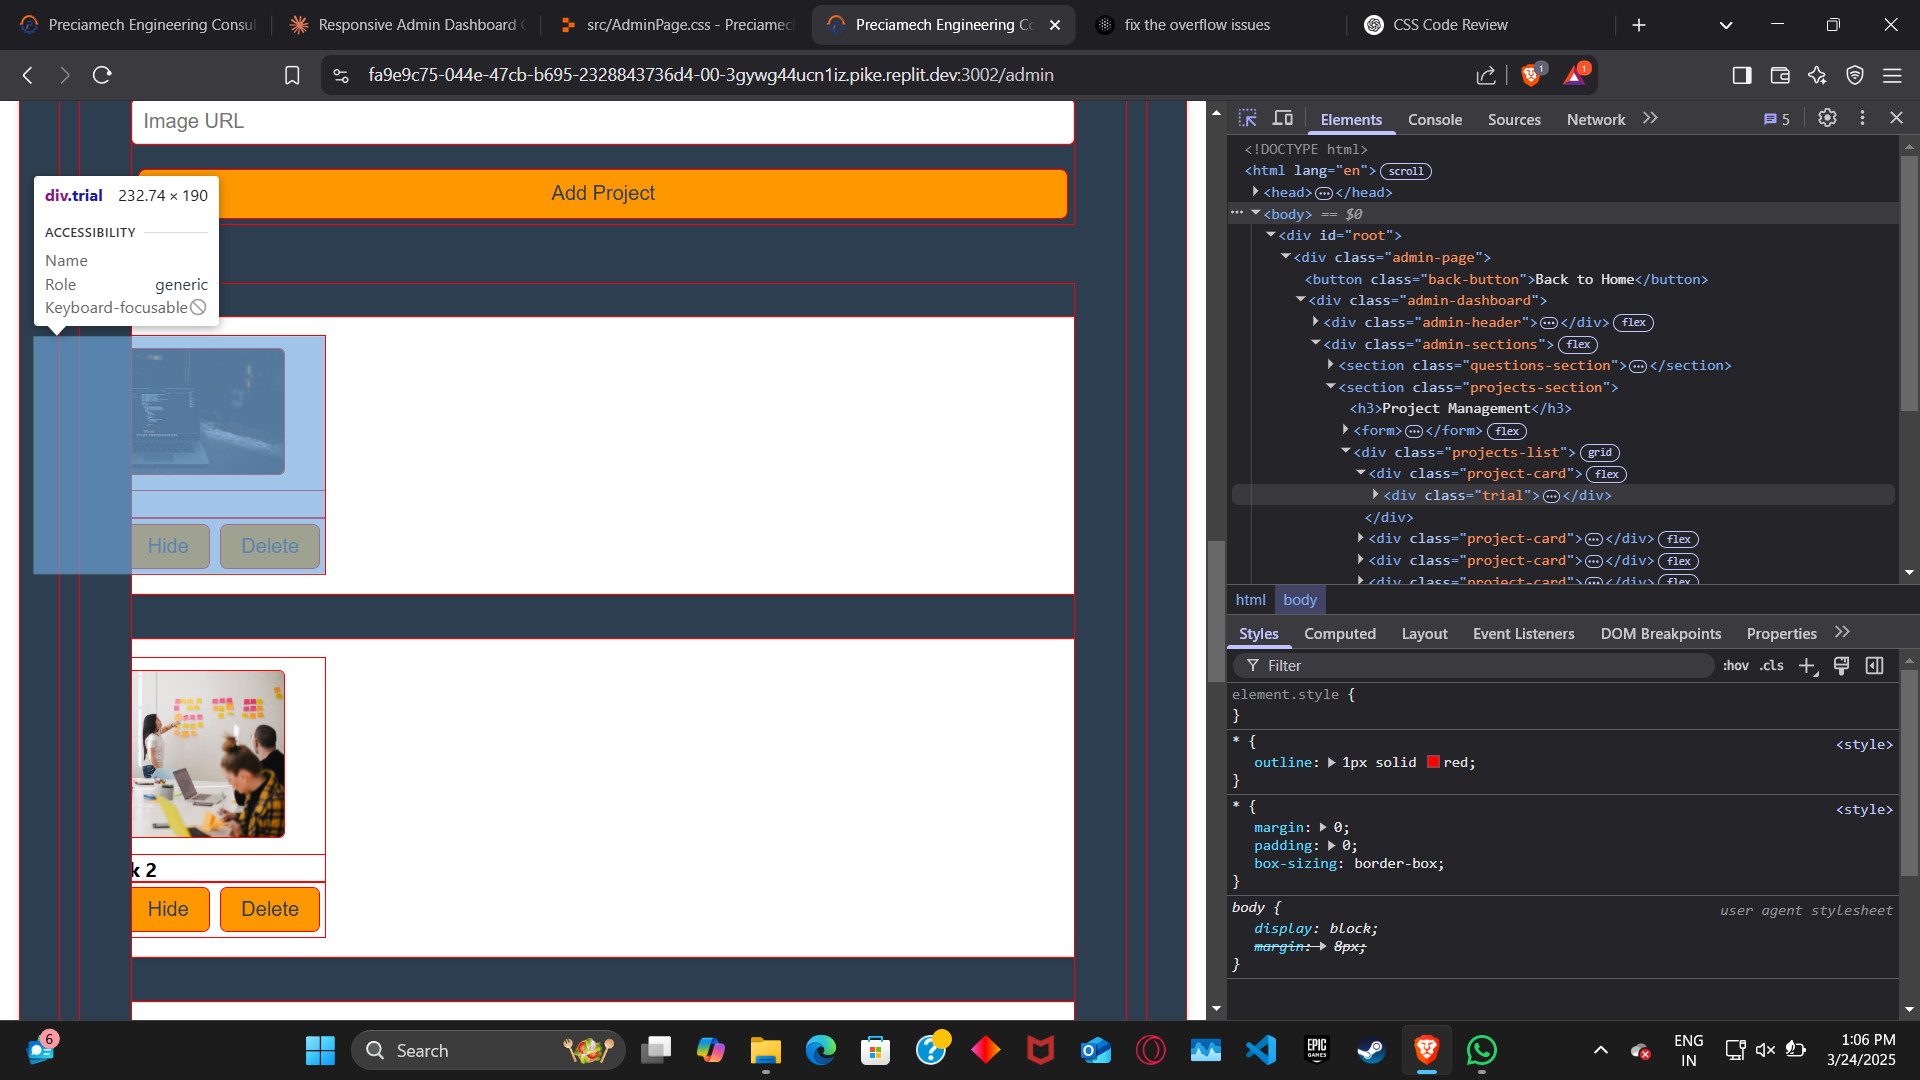 Preciamech Engineering Consul
Responsive Admin Dashboard
src/AdminPage.css - Preciamec
Preciamech Engineering Co
fix the overflow issues
CSS Code Review
fa9e9c75-044e-47cb-b695-2328843736d4-00-3gywg44ucn1iz.pike.replit.dev:3002/admin
1
1
Image URL
Add Project
div.trial 232.74 × 190
ACCESSIBILITY
Name
Role generic
Keyboard-focusable
Hide
Delete
k 2
Hide
Delete
Elements
Console
Sources
Network
5
<!DOCTYPE html>
<html lang="en"> scroll
<head>…</head>
… <body> == $0
<div id="root">
<div class="admin-page">
<button class="back-button">Back to Home</button>
<div class="admin-dashboard">
<div class="admin-header">…</div> flex
<div class="admin-sections"> flex
<section class="questions-section">…</section>
<section class="projects-section">
<h3>Project Management</h3>
<form>…</form> flex
<div class="projects-list"> grid
<div class="project-card"> flex
<div class="trial">…</div>
</div>
<div class="project-card">…</div> flex
<div class="project-card">…</div> flex
<div class="project-card">…</div> flex
html body
Styles
Computed
Layout
Event Listeners
DOM Breakpoints
Properties
Filter
:hov .cls
element.style {
}
* { <style>
outline: 1px solid red;
}
* { <style>
margin: 0;
padding: 0;
box-sizing: border-box;
}
body { user agent stylesheet
display: block;
margin: 8px;
}
6
Search
EPIC
GAMES
ENG
IN
1:06 PM
3/24/2025